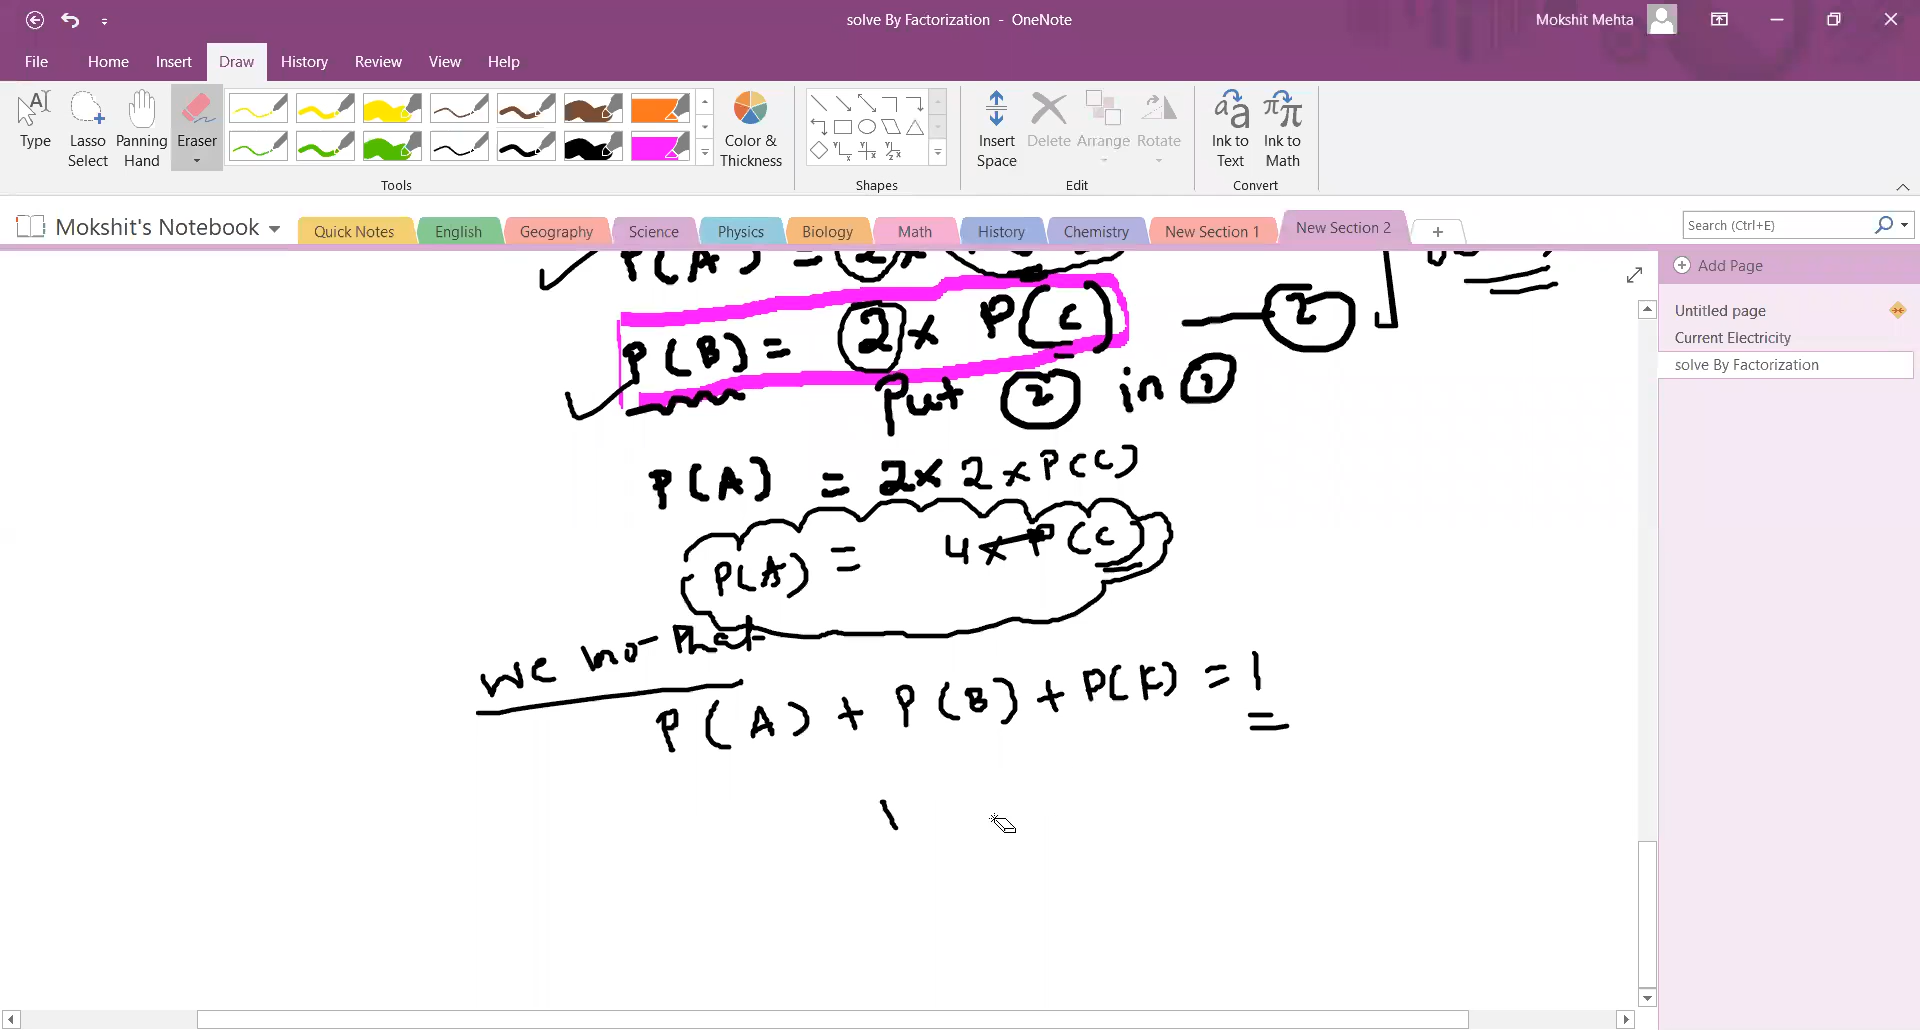 solve By Factorization - OneNote
Mokshit Mehta
File Home Insert Draw History Review View Help
Type
Lasso Select
Panning Hand
Eraser
Color & Thickness
Insert Space
Delete
Arrange
Rotate
Ink to Text
Ink to Math
Tools
Shapes
Edit
Convert
Mokshit's Notebook
Quick Notes English Geography Science Physics Biology Math History Chemistry New Section 1 New Section 2 +
Search (Ctrl+E)
Add Page
Untitled page
Current Electricity
solve By Factorization
P(A) = 2×
P(B) = 2 × P(C) — 2
Put 2 in 1
P(A) = 2×2×P(C)
P(A) = 4×P(C)
we
P(A) + P(B) + P( ) = 1